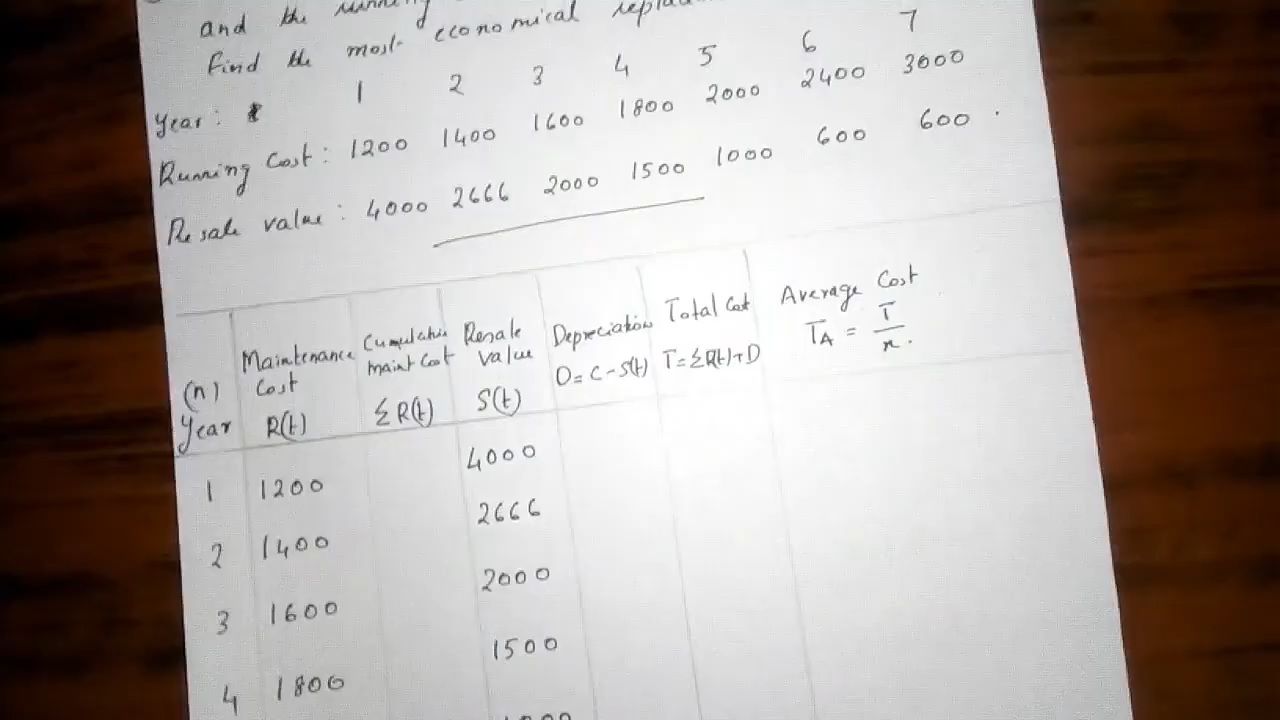 and the running
Find the most economical
Year: 1 2 3 4 5 6 7
Running Cost: 1200 1400 1600 1800 2000 2400 3000
Resale value: 4000 2666 2000 1500 1000 600 600.
(n) Year
Maintenance Cost R(t)
Cumulative maint Cost ΣR(t)
Resale value S(t)
Depreciation D = C - S(t)
Total Cost T = ΣR(t)+D
Average Cost T_A = T/n.
1 1200 4000
2 1400 2666
3 1600 2000
4 1800 1500